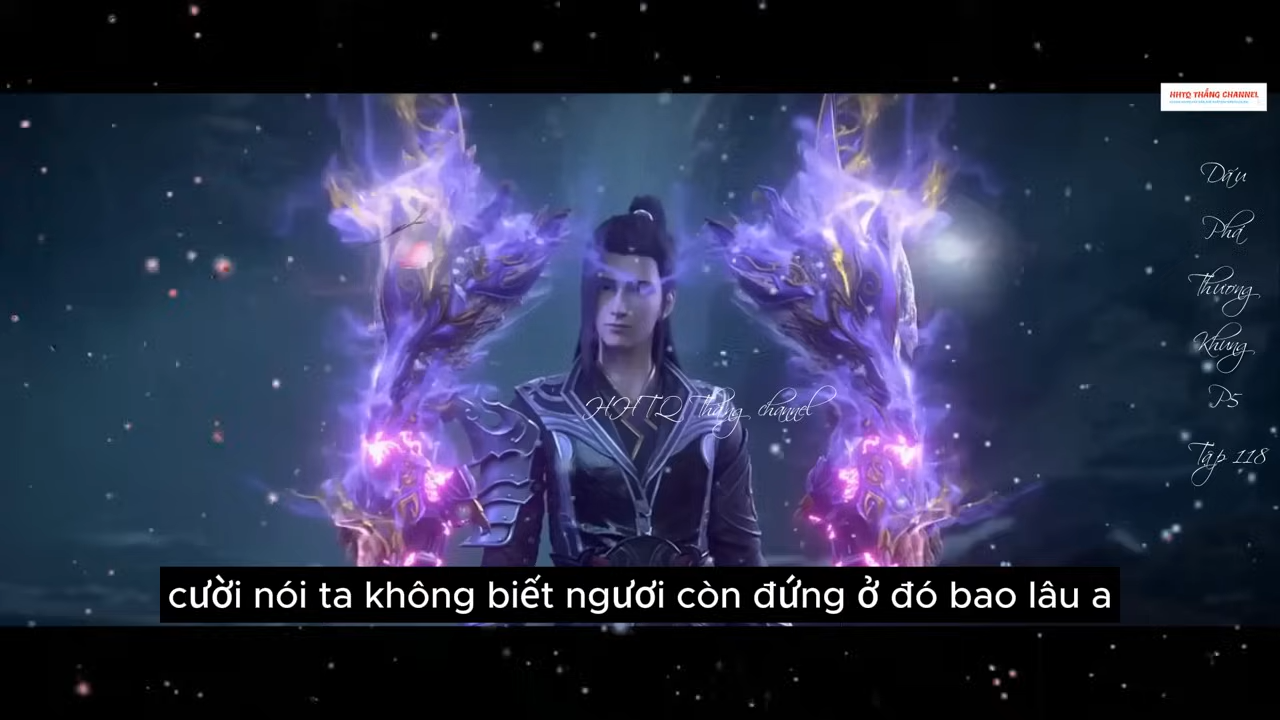 HHTQ THẮNG CHANNEL
Dấu
Phá
Thương
Khung
P5
Tập 118
HHTQ Thắng channel
cười nói ta không biết ngươi còn đứng ở đó bao lâu a